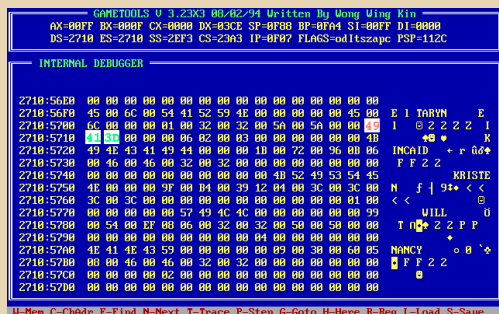 GAMETOOLS V 3.23X3 08/02/94 Written By Wong Wing Kin
AX=00FF BX=000F CX=0000 DX=03CE SP=0F88 BP=0FA4 SI=00FF DI=0000
DS=2710 ES=2710 SS=2EF3 CS=23A3 IP=0F07 FLAGS=odItszapc PSP=112C
INTERNAL DEBUGGER
2710:56E0 00 00 00 00 00 00 00 00 00 00 00 00 00 00 00 00
2710:56F0 45 00 6C 00 54 41 52 59 4E 00 00 00 00 00 45 00 E l TARYN E
2710:5700 6C 00 00 00 01 00 32 00 32 00 5A 00 5A 00 00 49 l ☺ 2 2 Z Z I
2710:5710 41 3D 00 00 00 00 06 02 00 03 00 00 00 00 00 4B K
2710:5720 49 4E 43 41 49 44 00 00 00 1B 00 72 00 96 0B 06 INCAID ← r
2710:5730 00 46 00 46 00 32 00 32 00 00 00 00 00 00 00 00 F F 2 2
2710:5740 00 00 00 00 00 00 00 00 00 00 4B 52 49 53 54 45 KRISTE
2710:5750 4E 00 00 00 9F 00 B4 00 39 12 04 00 3C 00 3C 00 N ƒ ┤ 9↕♦ < <
2710:5760 3C 00 3C 00 00 00 00 00 00 00 00 00 00 00 01 00 < < ☺
2710:5770 00 00 00 00 00 57 49 4C 4C 00 00 00 00 00 00 99 WILL Ö
2710:5780 00 54 00 EF 08 06 00 32 00 32 00 50 00 50 00 00 T ∩◘♠ 2 2 P P
2710:5790 00 00 00 00 00 00 00 00 00 04 00 00 00 00 00 00 ♦
2710:57A0 4E 41 4E 43 59 00 00 00 00 00 09 00 30 00 60 05 NANCY ○ 0 `♣
2710:57B0 08 00 46 00 46 00 32 00 32 00 00 00 00 00 00 00 ◘ F F 2 2
2710:57C0 00 00 00 00 00 02 00 00 00 00 00 00 00 00 00 00 ☻
2710:57D0 00 00 00 00 00 00 00 00 00 00 00 00 00 00 00 00
W-Mem C-ChAdr F-Find N-Next T-Trace P-Step G-Goto H-Here R-Reg L-Load S-Save